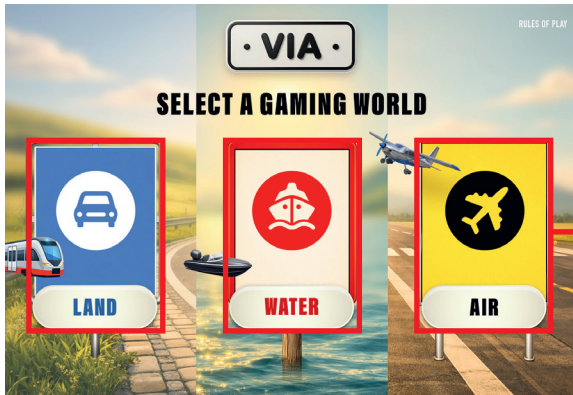 RULES OF PLAY
· VIA ·
SELECT A GAMING WORLD
LAND
WATER
AIR